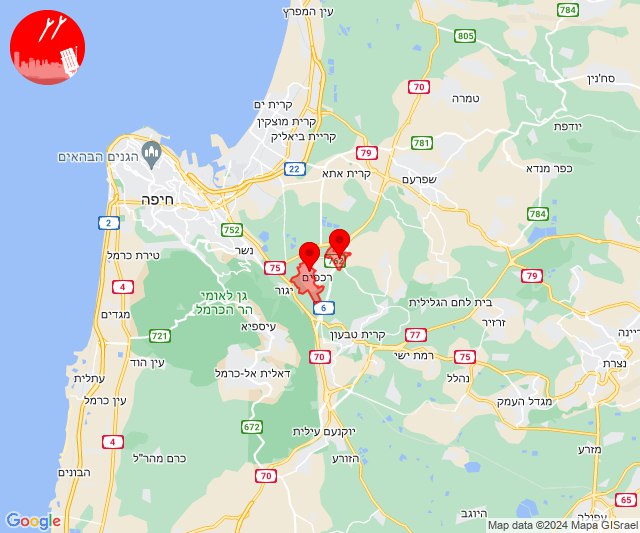 עין המפרץ
784
805
סח'נין
70
טמרה
קרית ים
קרית מוצקין
קריית ביאליק
יודפת
781
79
הגנים הבהאים
22
קרית אתא
שפרעם
כפר מנדא
חיפה
2
752
784
נשר
טירת כרמל
75
762
רכסים
79
4
יגור
גן לאומי
הר הכרמל
6
בית לחם הגלילית
מגדים
עיספיא
זרזיר
721
קרית טבעון
77
נצרת
עין הוד
70
רמת ישי
75
עתלית
דאלית אל-כרמל
נהלל
עין כרמל
מגדל העמק
672
יוקנעם עילית
4
כרם מהר"ל
הזורע
מזרע
הבונים
70
65
היוגב
עפולה
Google
Map data ©2024 Mapa GISrael